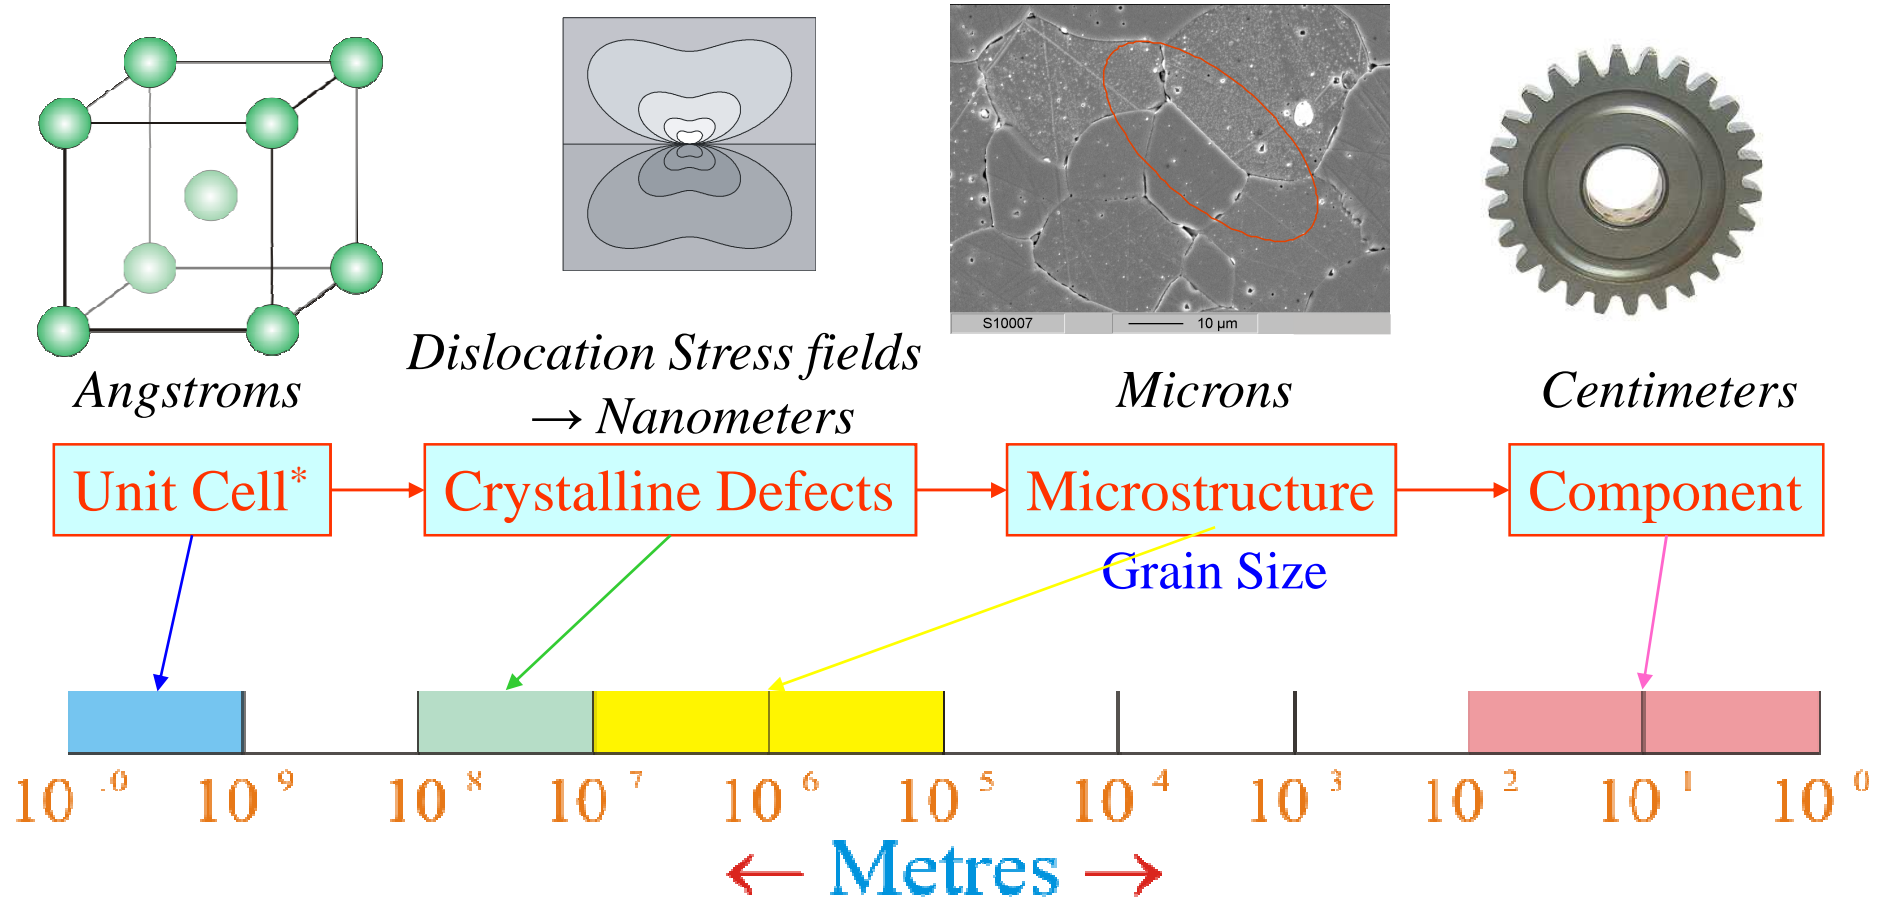 S10007 10 µm
Angstroms
Dislocation Stress fields
→ Nanometers
Microns
Centimeters
Unit Cell*
Crystalline Defects
Microstructure
Component
Grain Size
10 9 10 8 10 7 10 6 10 5 10 4 10 3 10 2 10 1 10 0
← Metres →